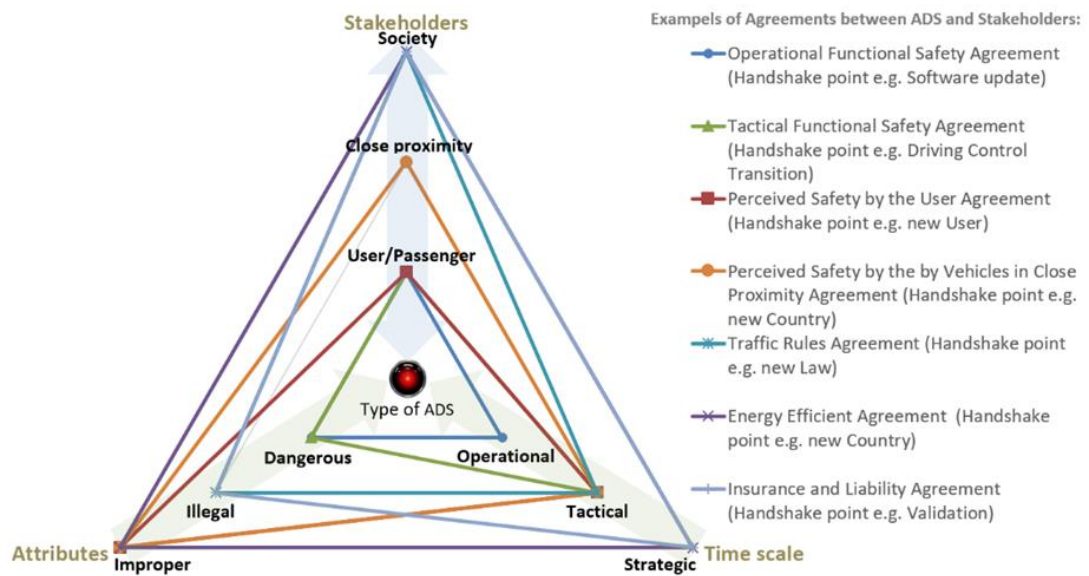 Stakeholders
Society
Close proximity
User/Passenger
Type of ADS
Dangerous
Operational
Illegal
Tactical
Attributes
Improper
Strategic
Time scale
Exampels of Agreements between ADS and Stakeholders:
Operational Functional Safety Agreement
(Handshake point e.g. Software update)
Tactical Functional Safety Agreement
(Handshake point e.g. Driving Control
Transition)
Perceived Safety by the User Agreement
(Handshake point e.g. new User)
Perceived Safety by the by Vehicles in Close
Proximity Agreement (Handshake point e.g.
new Country)
Traffic Rules Agreement (Handshake point
e.g. new Law)
Energy Efficient Agreement (Handshake
point e.g. new Country)
Insurance and Liability Agreement
(Handshake point e.g. Validation)